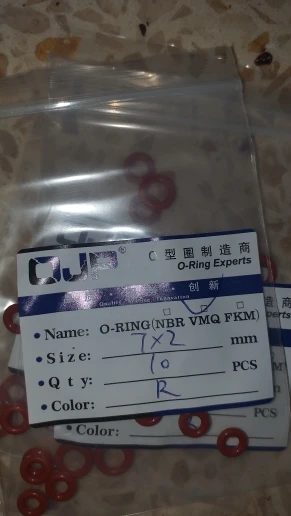 OJP® O型圈制造商
O-Ring Experts
创新
• Name: O-RING(NBR VMQ FKM)
• Size: 7x2 mm
• Qty: 10 PCS
• Color: R
PCS
• Color: